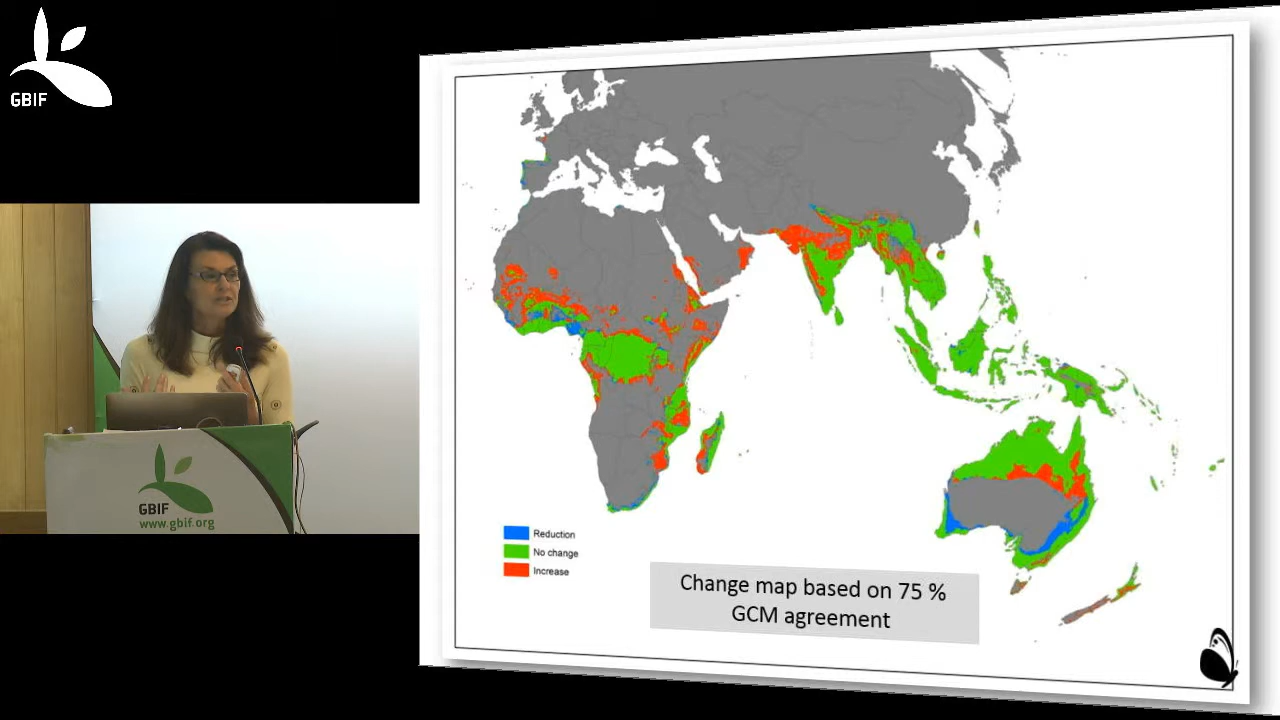 GBIF
GBIF
www.gbif.org
Reduction
No change
Increase
Change map based on 75 %
GCM agreement